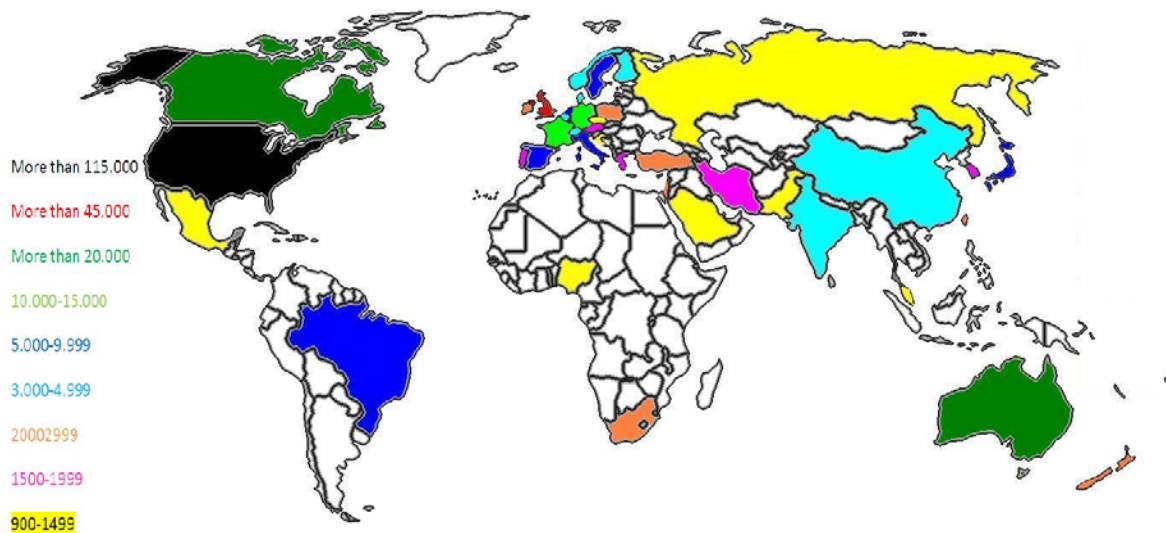 More than 115.000
More than 45.000
More than 20.000
10.000-15.000
5.000-9.999
3.000-4.999
20002999
1500-1999
900-1499